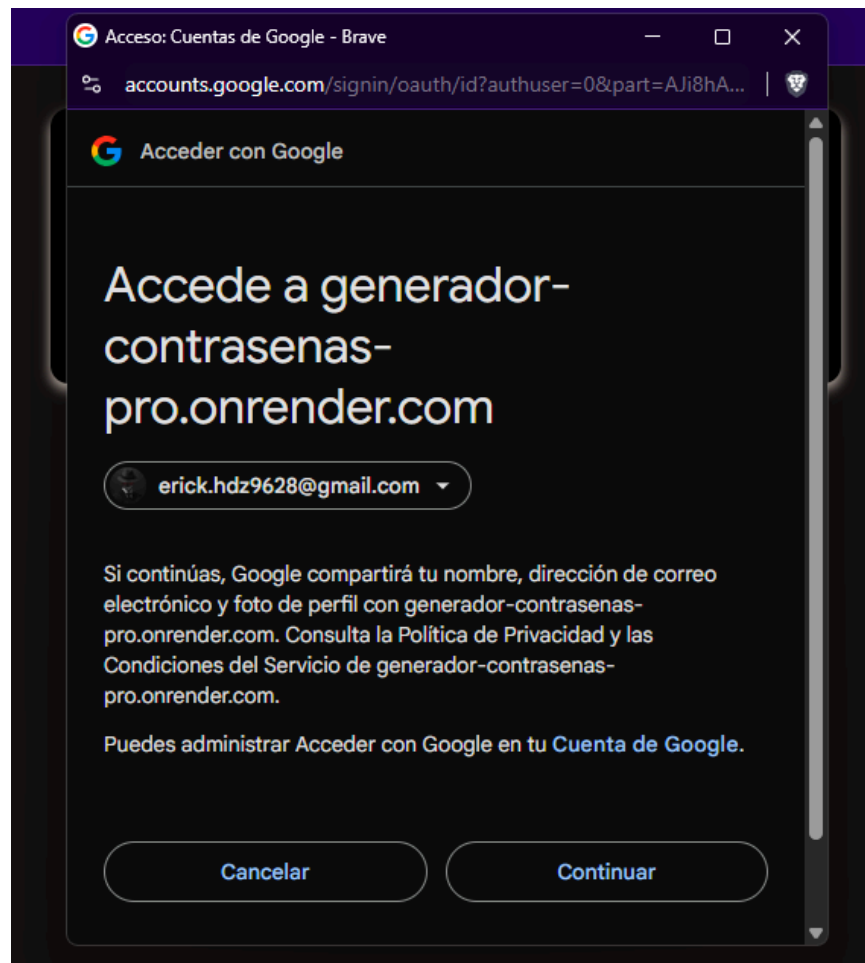 Acceso: Cuentas de Google - Brave
accounts.google.com/signin/oauth/id?authuser=0&part=AJi8hA...
Acceder con Google
Accede a generador-
contrasenas-
pro.onrender.com
erick.hdz9628@gmail.com
Si continúas, Google compartirá tu nombre, dirección de correo
electrónico y foto de perfil con generador-contrasenas-
pro.onrender.com. Consulta la Política de Privacidad y las
Condiciones del Servicio de generador-contrasenas-
pro.onrender.com.
Puedes administrar Acceder con Google en tu Cuenta de Google.
Cancelar
Continuar